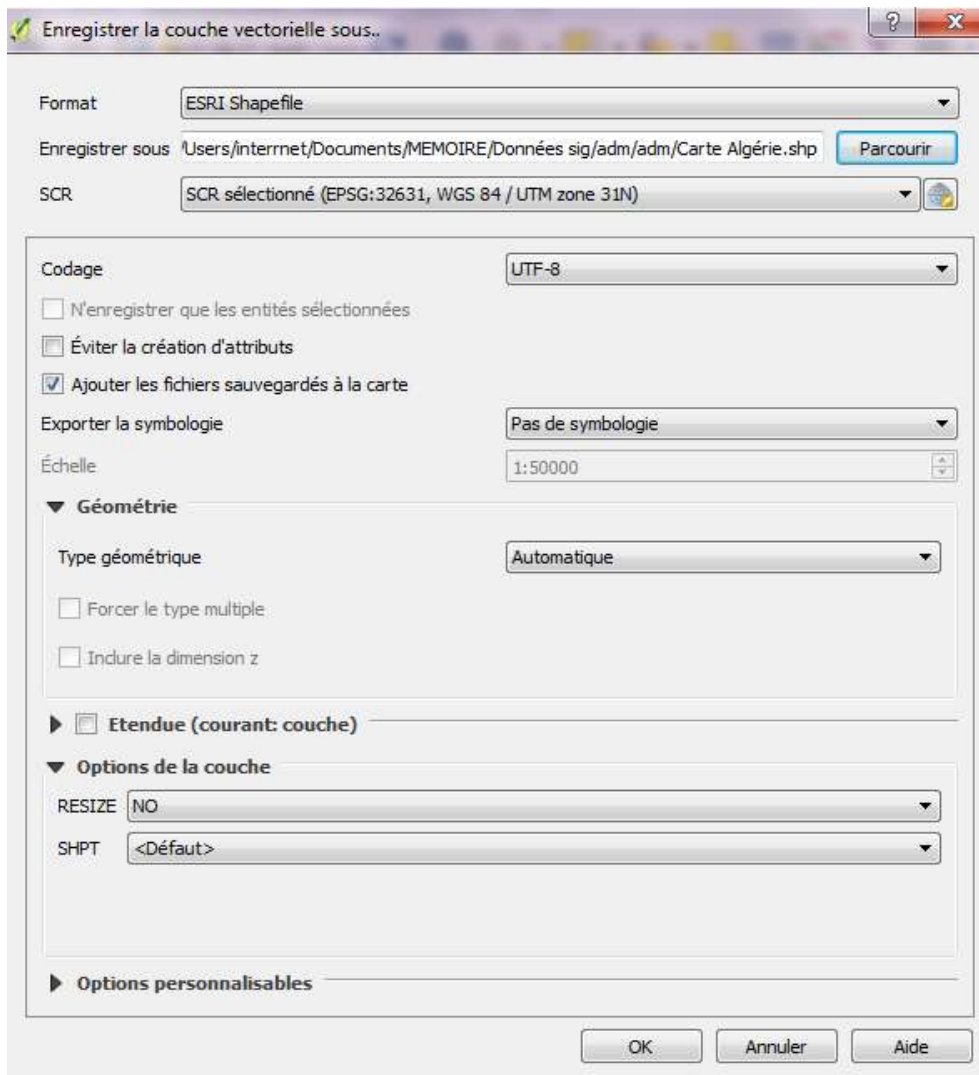 Enregistrer la couche vectorielle sous..
?
X
Format ESRI Shapefile
Enregistrer sous /Users/interrnet/Documents/MEMOIRE/Données sig/adm/adm/Carte Algérie.shp Parcourir
SCR SCR sélectionné (EPSG:32631, WGS 84 / UTM zone 31N)
Codage UTF-8
N'enregistrer que les entités sélectionnées
Éviter la création d'attributs
Ajouter les fichiers sauvegardés à la carte
Exporter la symbologie Pas de symbologie
Échelle 1:50000
Géométrie
Type géométrique Automatique
Forcer le type multiple
Inclure la dimension z
Etendue (courant: couche)
Options de la couche
RESIZE NO
SHPT <Défaut>
Options personnalisables
OK Annuler Aide